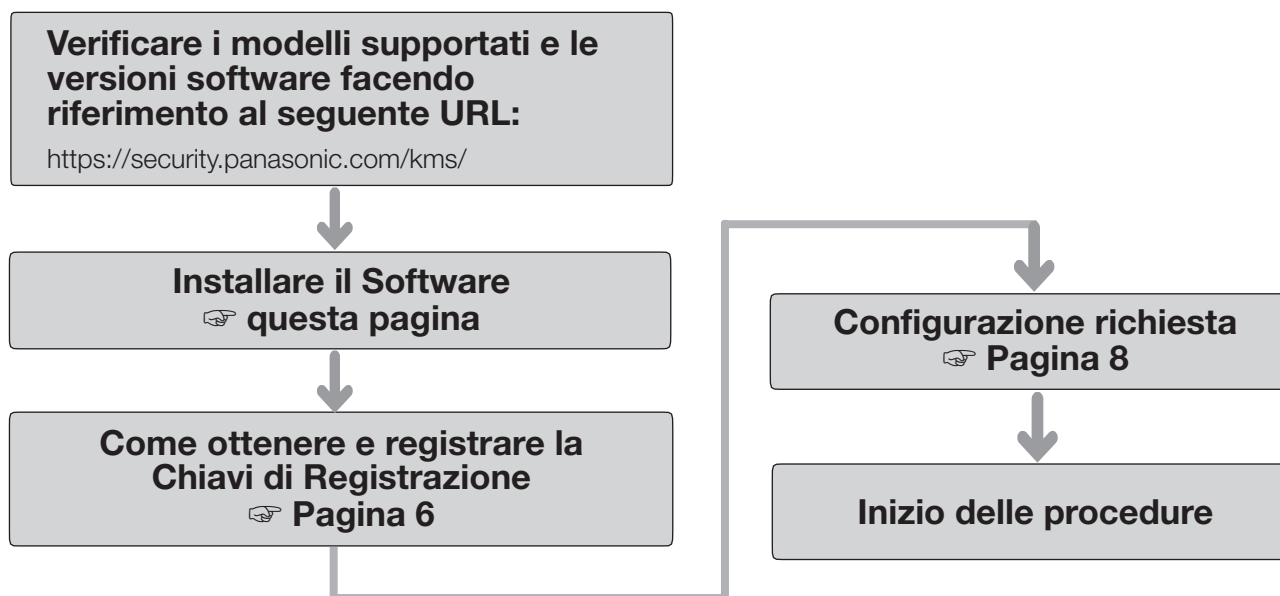 Verificare i modelli supportati e le
versioni software facendo
riferimento al seguente URL:
https://security.panasonic.com/kms/
Installare il Software
☞ questa pagina
Come ottenere e registrare la
Chiavi di Registrazione
☞ Pagina 6
Configurazione richiesta
☞ Pagina 8
Inizio delle procedure